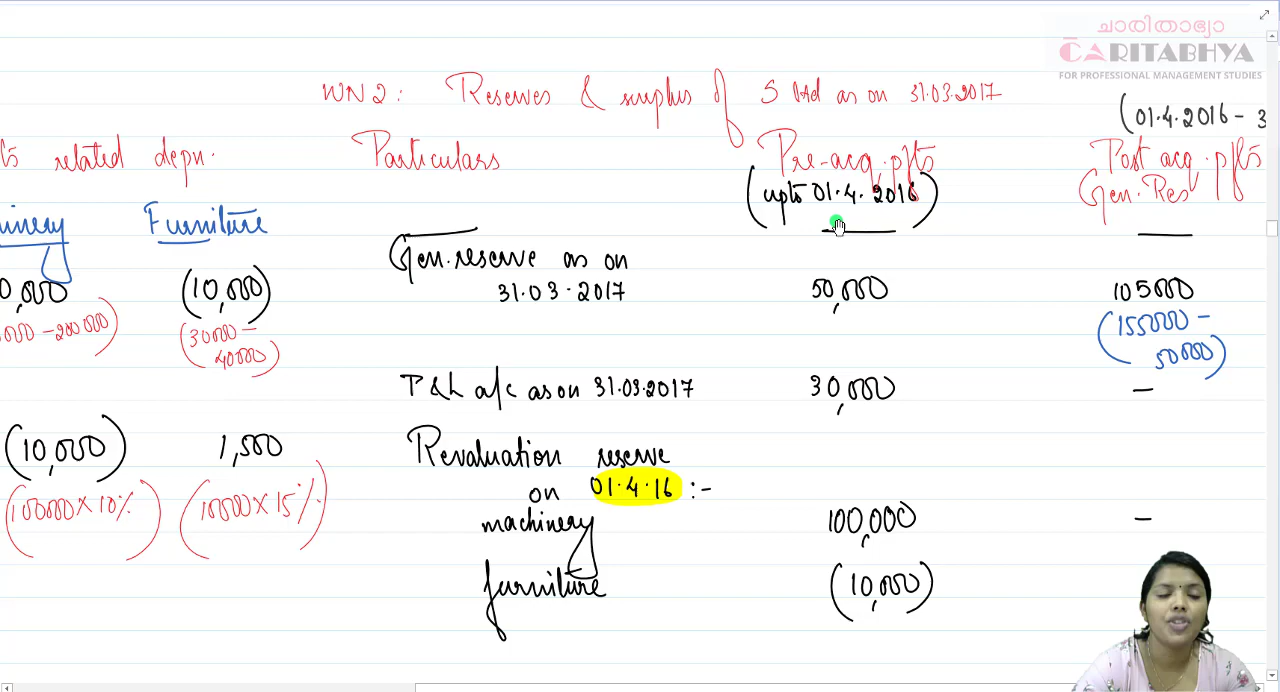 ചാരിതാഭ്യാ
CARITABHYA
FOR PROFESSIONAL MANAGEMENT STUDIES
WN 2 : Reserves & surplus of S Ltd as on 31.03.2017
(01.4.2016 - 3
related depn.
Particulars
Pre-acq. pfts
Post acq. pfts
(upto 01.4.2016)
Gen. Res
Furniture
Gen. reserve as on
31.03.2017
50,000
105000
(10,000)
(155000 -
50000)
(30000 -
40000)
- 200000)
P&L a/c as on 31.03.2017
30,000
-
(10,000)
1,500
Revaluation reserve
on 01.4.16 :-
(100000 x 10%)
(10000 x 15%)
machinery
100,000
-
furniture
(10,000)